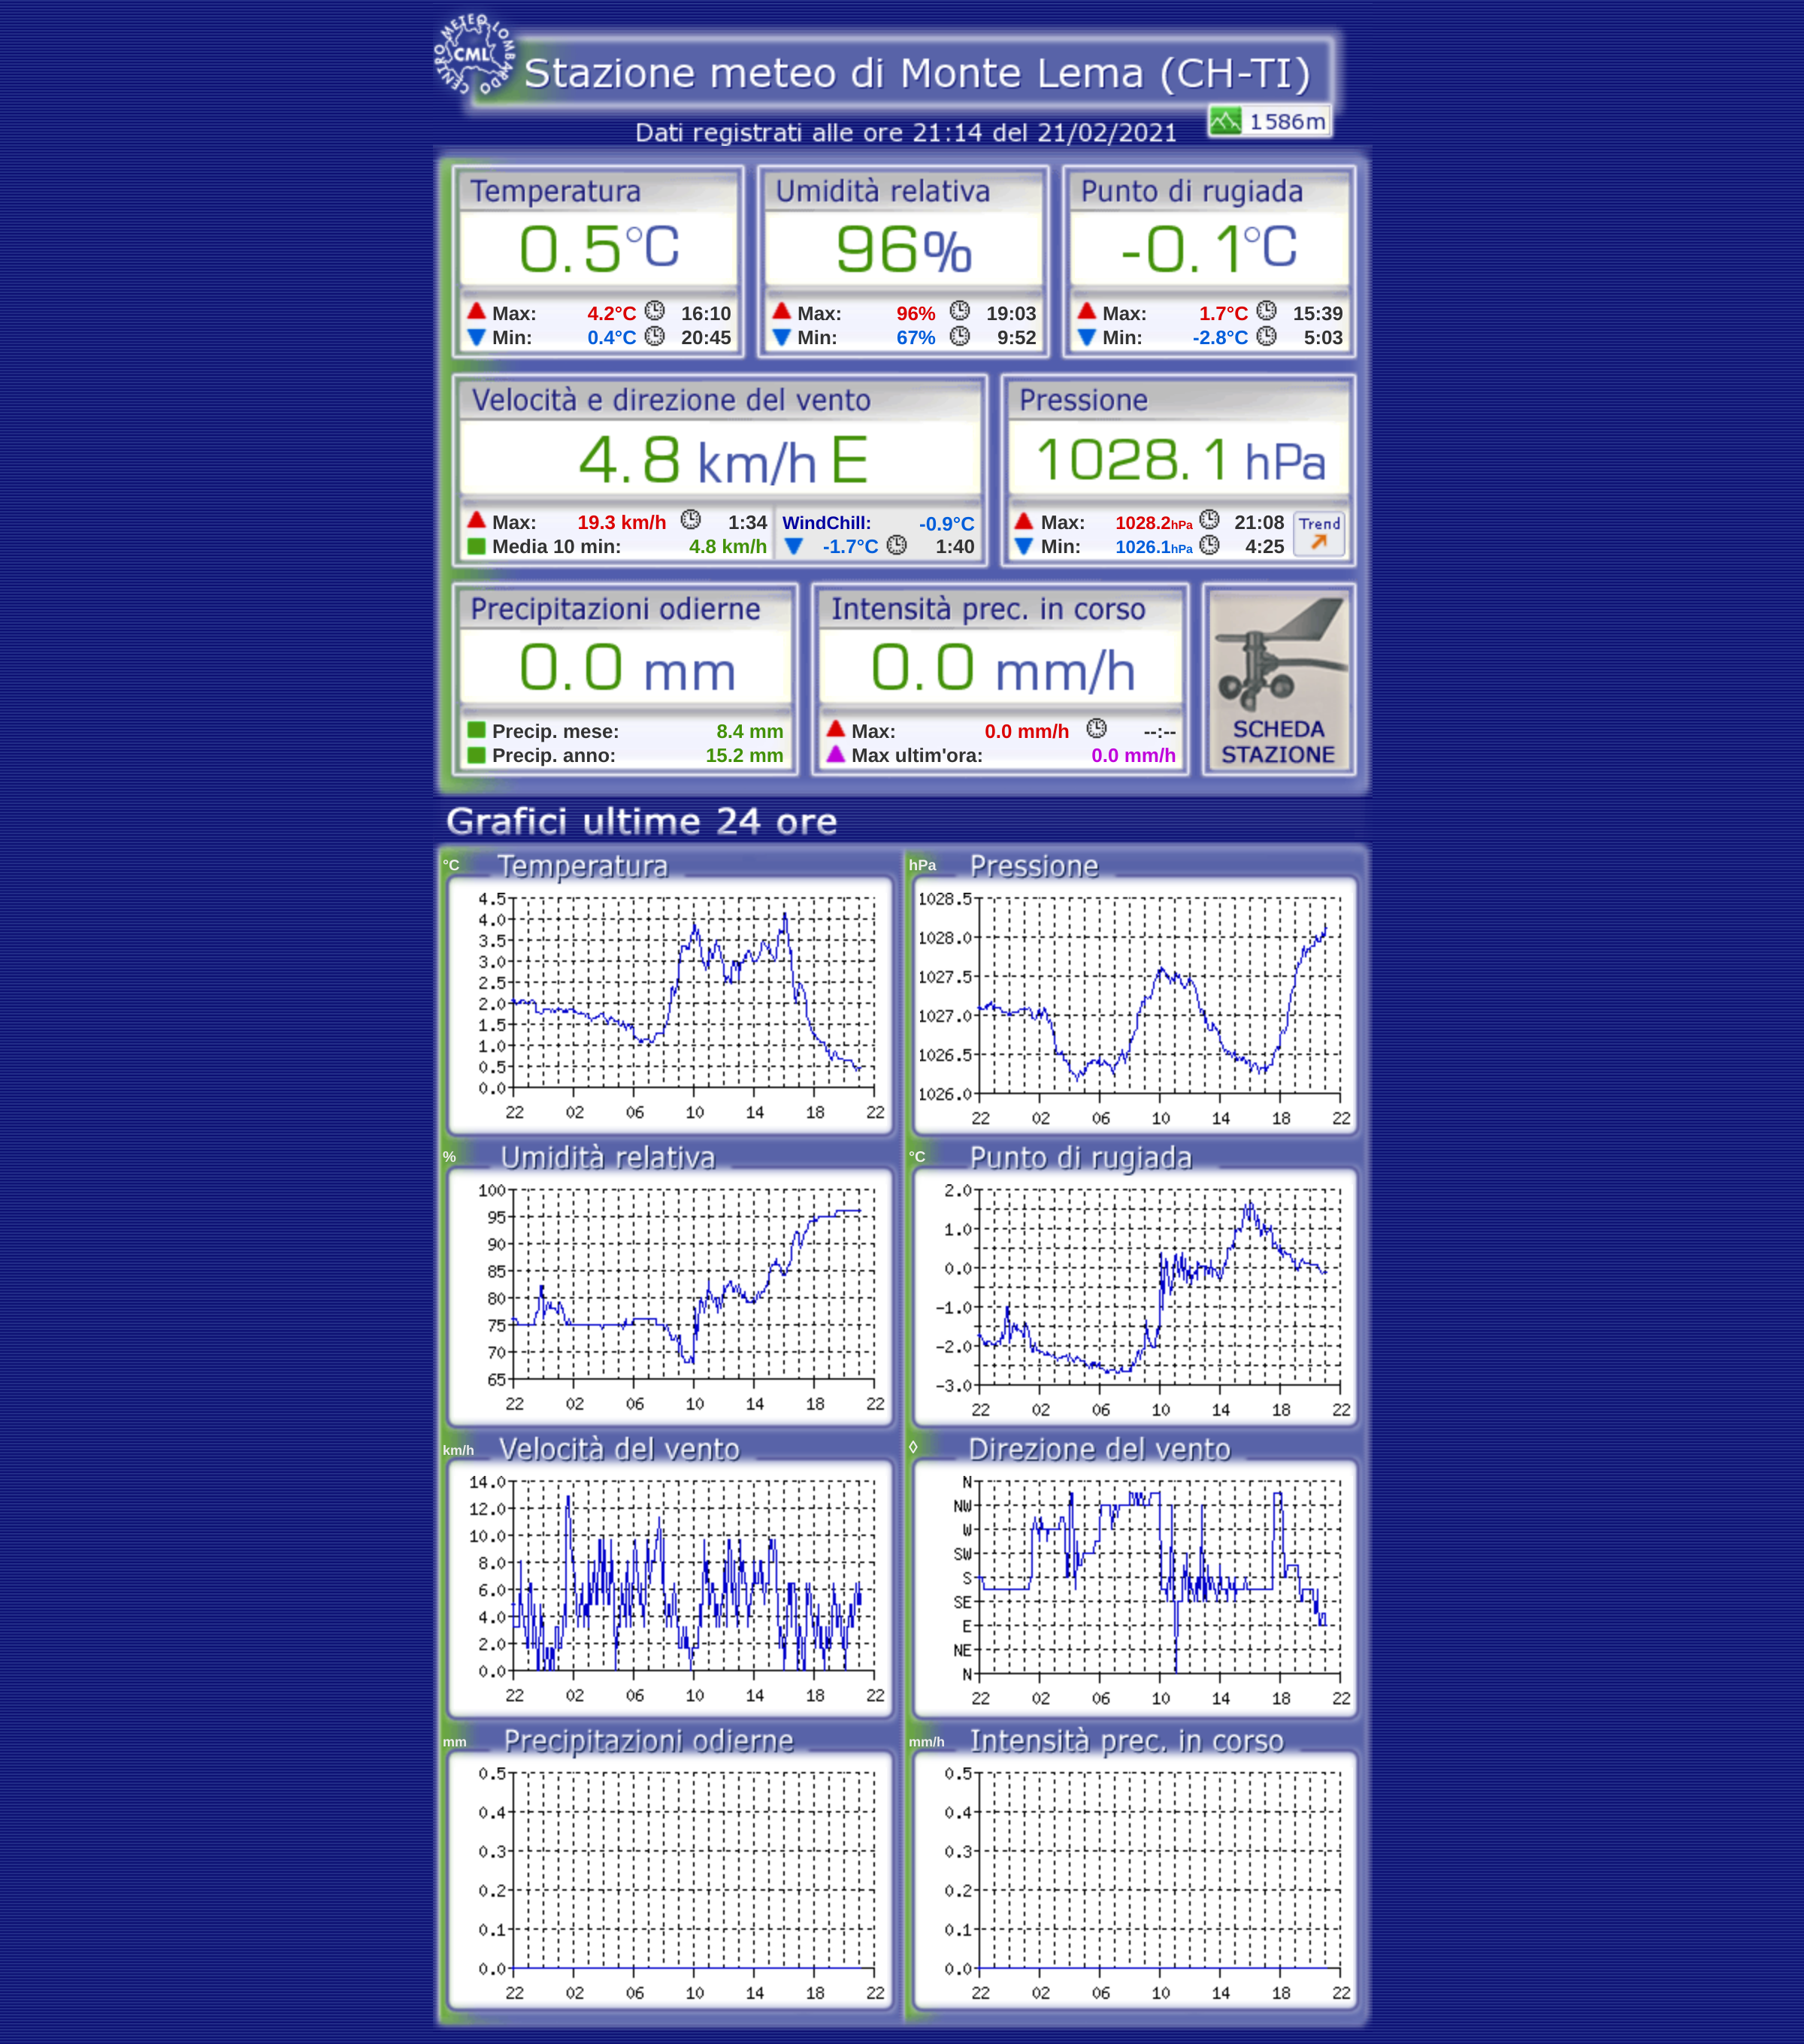 CENTRO METEO LOMBARDO
CML
Stazione meteo di Monte Lema (CH-TI)
1586m
Dati registrati alle ore 21:14 del 21/02/2021
Temperatura
0.5°C
Max: 4.2°C 16:10
Min: 0.4°C 20:45
Umidità relativa
96%
Max: 96% 19:03
Min: 67% 9:52
Punto di rugiada
-0.1°C
Max: 1.7°C 15:39
Min: -2.8°C 5:03
Velocità e direzione del vento
4.8 km/h E
Max: 19.3 km/h 1:34
Media 10 min: 4.8 km/h
WindChill: -0.9°C
-1.7°C 1:40
Pressione
1028.1 hPa
Max: 1028.2hPa 21:08
Min: 1026.1hPa 4:25
Trend
Precipitazioni odierne
0.0 mm
Precip. mese: 8.4 mm
Precip. anno: 15.2 mm
Intensità prec. in corso
0.0 mm/h
Max: 0.0 mm/h --:--
Max ultim'ora: 0.0 mm/h
SCHEDA
STAZIONE
Grafici ultime 24 ore
°C Temperatura
4.5
4.0
3.5
3.0
2.5
2.0
1.5
1.0
0.5
0.0
22 02 06 10 14 18 22
hPa Pressione
1028.5
1028.0
1027.5
1027.0
1026.5
1026.0
22 02 06 10 14 18 22
% Umidità relativa
100
95
90
85
80
75
70
65
22 02 06 10 14 18 22
°C Punto di rugiada
2.0
1.0
0.0
-1.0
-2.0
-3.0
22 02 06 10 14 18 22
km/h Velocità del vento
14.0
12.0
10.0
8.0
6.0
4.0
2.0
0.0
22 02 06 10 14 18 22
◊ Direzione del vento
N
NW
W
SW
S
SE
E
NE
N
22 02 06 10 14 18 22
mm Precipitazioni odierne
0.5
0.4
0.3
0.2
0.1
0.0
22 02 06 10 14 18 22
mm/h Intensità prec. in corso
0.5
0.4
0.3
0.2
0.1
0.0
22 02 06 10 14 18 22